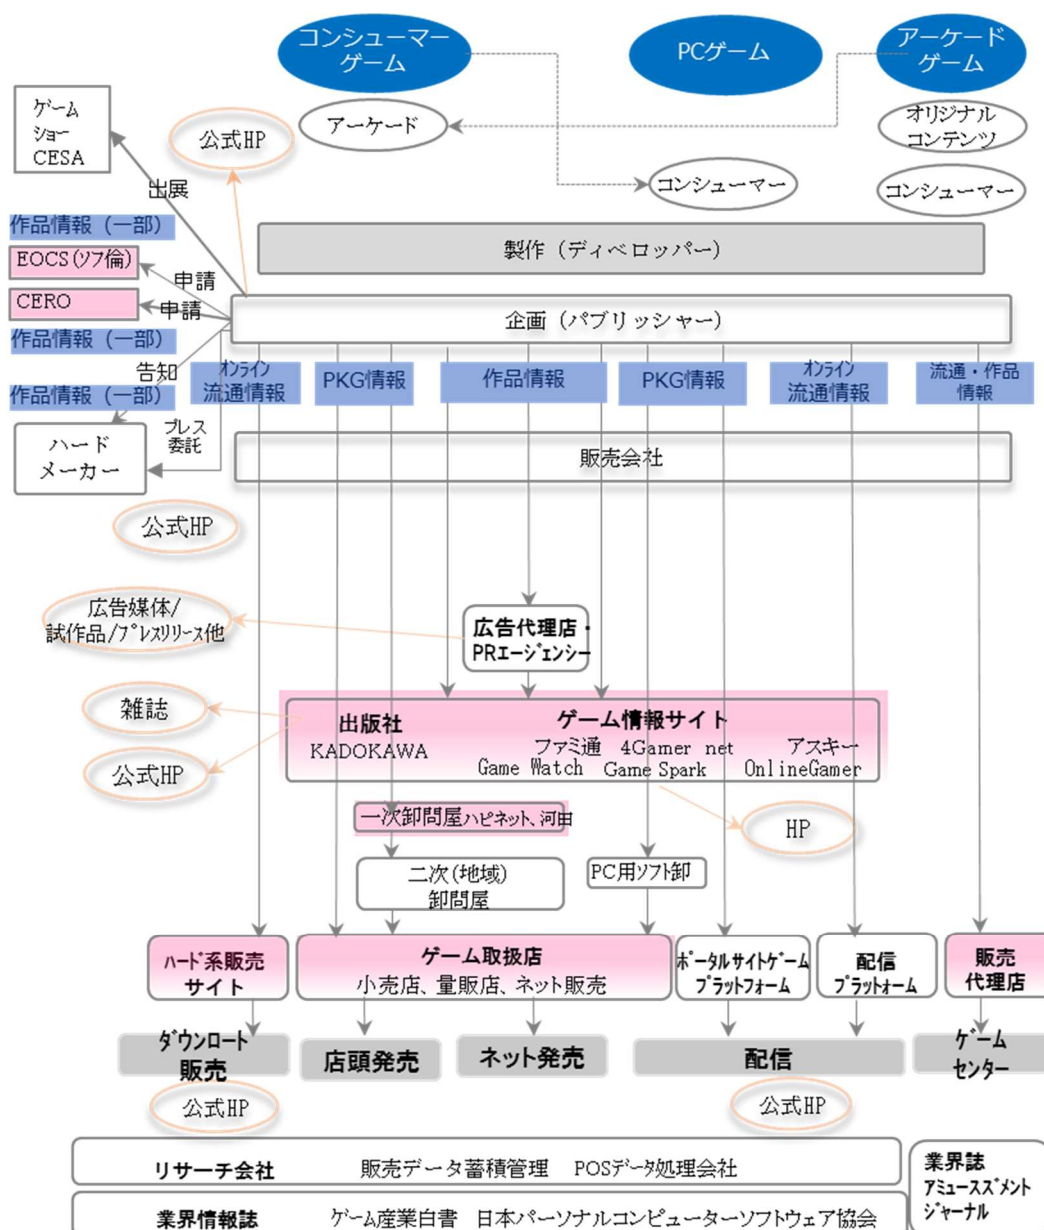 コンシューマー
ゲーム
PCゲーム
アーケード
ゲーム
ゲーム
ショー
CESA
公式HP
アーケード
オリジナル
コンテンツ
コンシューマー
コンシューマー
出展
作品情報（一部）
製作（ディベロッパー）
EOCS(ソフ倫)
申請
CERO
申請
企画（パブリッシャー）
作品情報（一部）
告知
作品情報（一部）
オンライン
流通情報
PKG情報
作品情報
PKG情報
オンライン
流通情報
流通・作品
情報
プレス
委託
ハード
メーカー
販売会社
公式HP
広告媒体/
試作品/プレスリリース他
広告代理店・
PRエージェンシー
雑誌
公式HP
出版社
KADOKAWA
ゲーム情報サイト
ファミ通 4Gamer net アスキー
Game Watch Game Spark OnlineGamer
一次卸問屋ハピネット、河田
HP
二次(地域)
卸問屋
PC用ソフト卸
ハード系販売
サイト
ゲーム取扱店
小売店、量販店、ネット販売
ポータルサイトゲーム
プラットフォーム
配信
プラットォーム
販売
代理店
ダウンロート
販売
店頭発売
ネット発売
配信
ゲーム
センター
公式HP
公式HP
リサーチ会社 販売データ蓄積管理 POSデータ処理会社
業界情報誌 ゲーム産業白書 日本パーソナルコンピューターソフトウェア協会
業界誌
アミューススズメント
ジャーナル